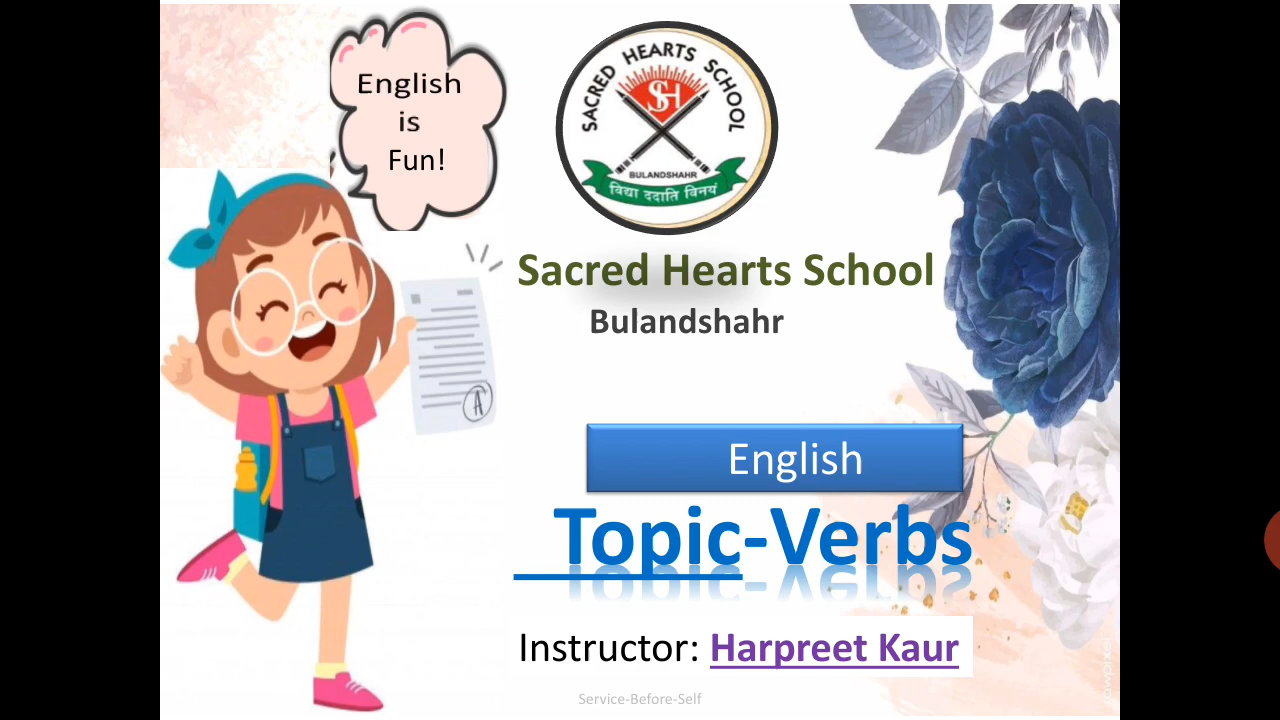 English
is
Fun!
SACRED HEARTS SCHOOL
SH
BULANDSHAHR
विद्या ददाति विनयं
Sacred Hearts School
Bulandshahr
English
Topic-Verbs
Instructor: Harpreet Kaur
Service-Before-Self
A